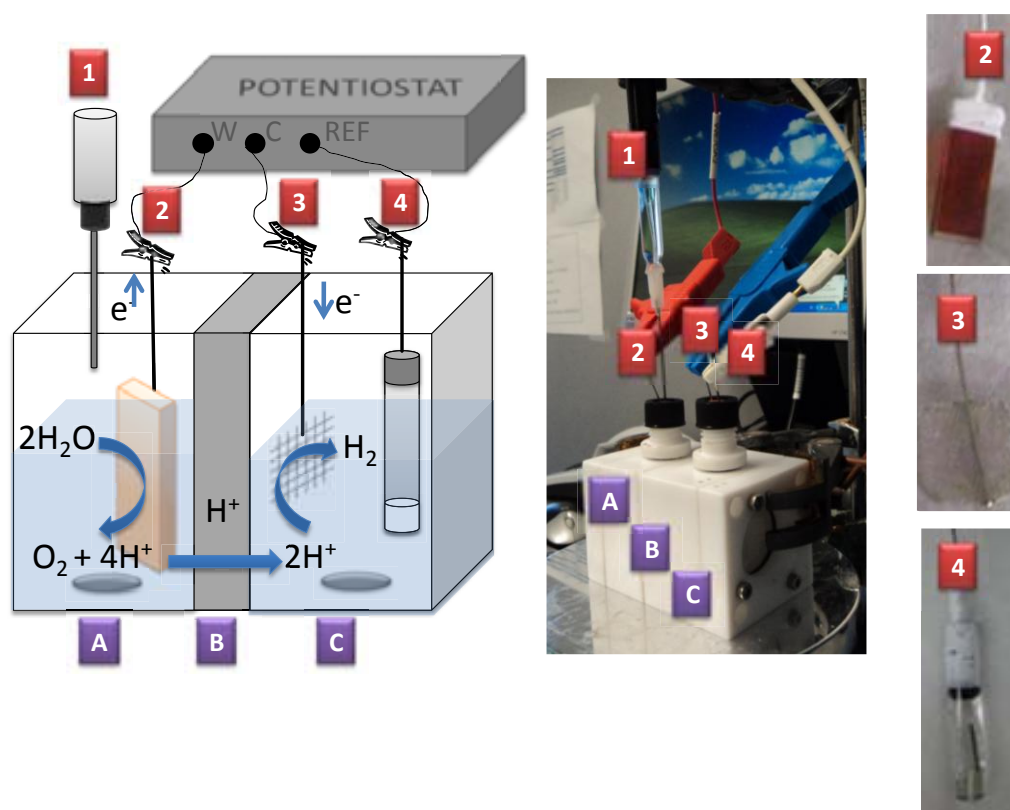 1
POTENTIOSTAT
W C REF
2
3
4
e-
e-
2H2O
H2
H+
O2 + 4H+
2H+
A
B
C
1
2
3
4
A
B
C
2
3
4